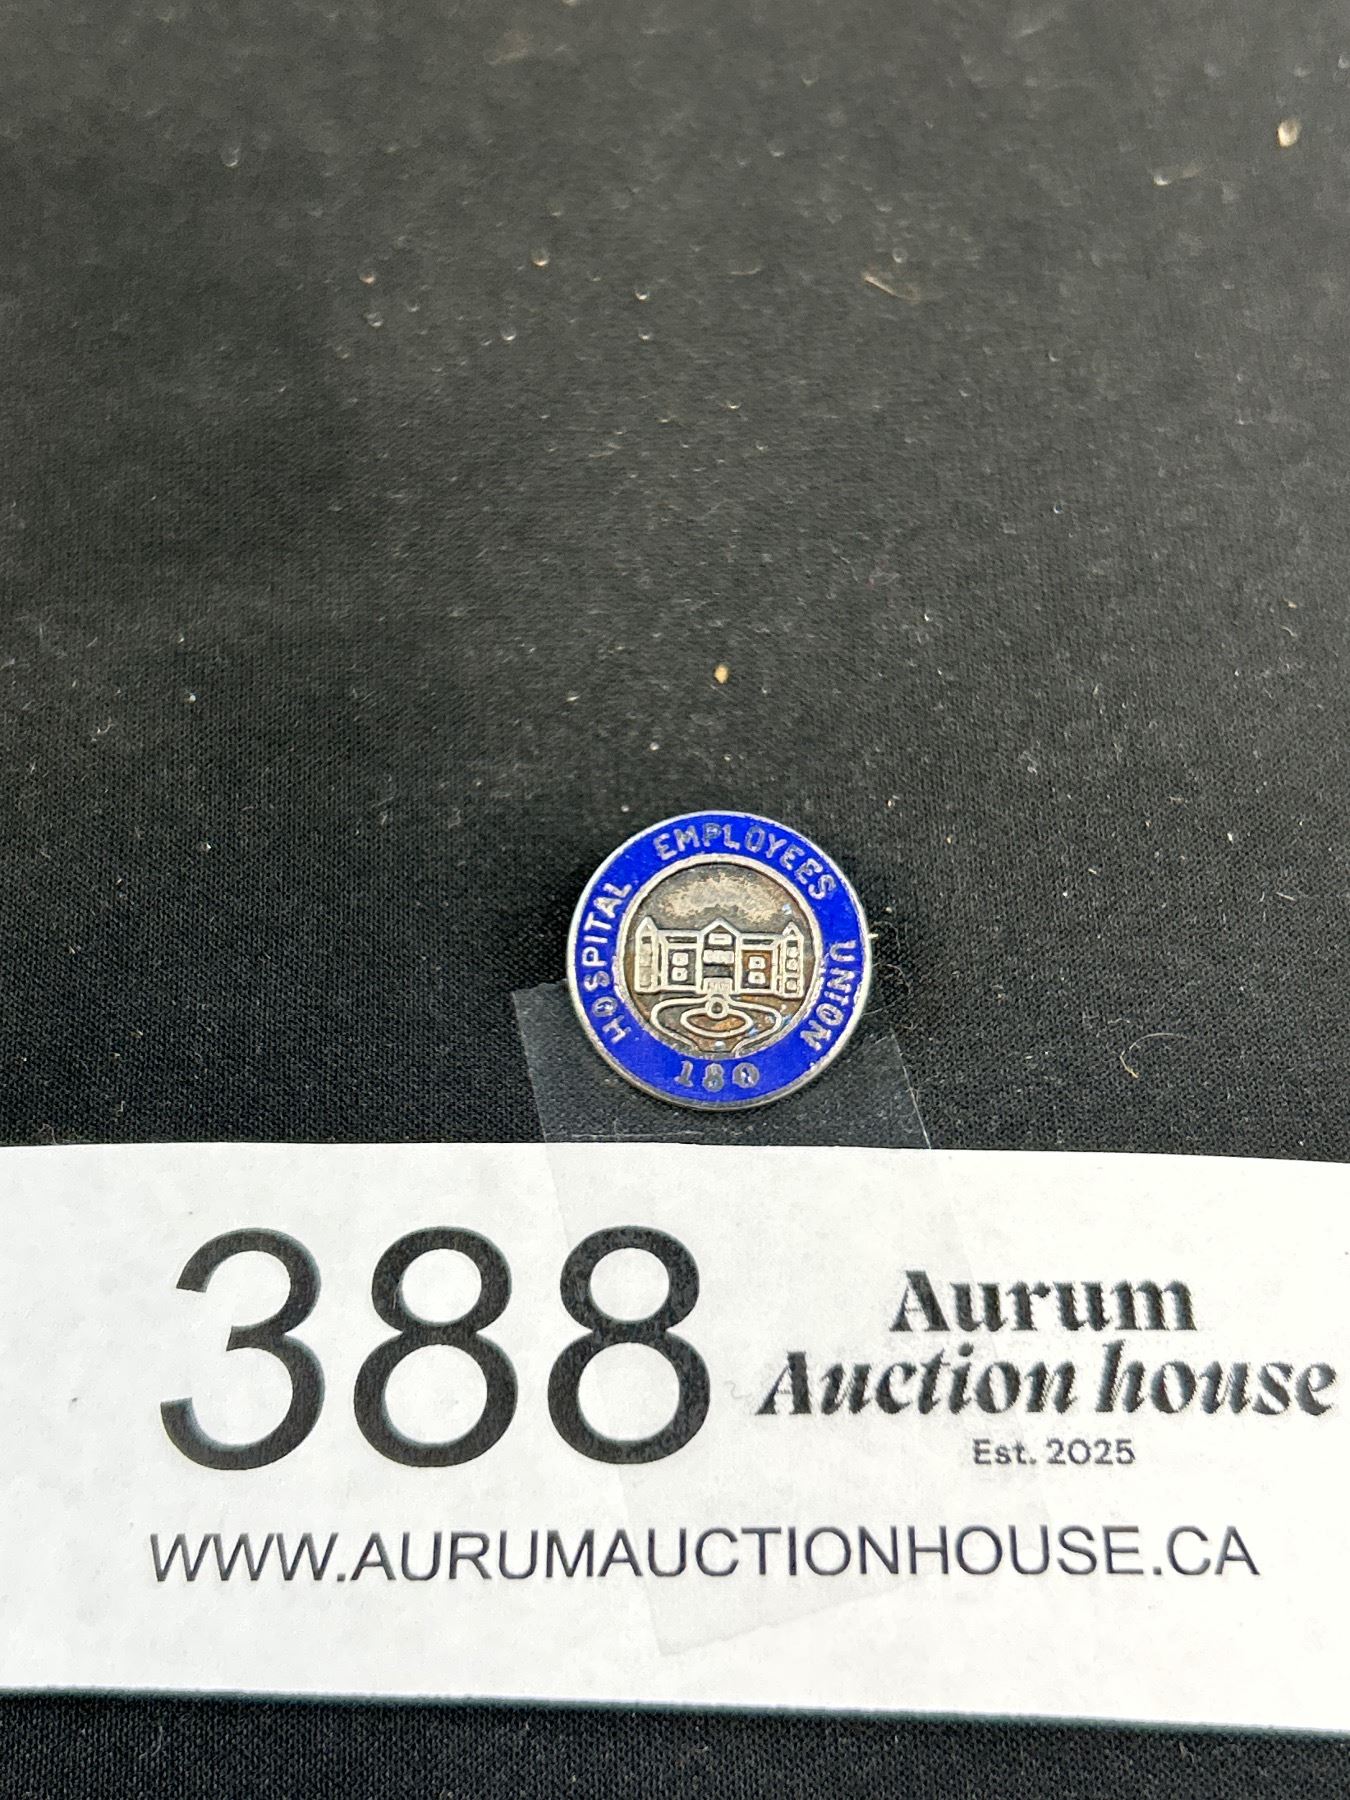 HOSPITAL EMPLOYEES UNION
180
388
Aurum
Auction house
Est. 2025
WWW.AURUMAUCTIONHOUSE.CA